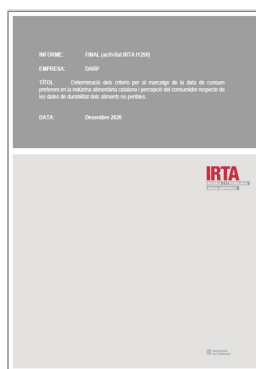 INFORME: FINAL (activitat IRTA I1298)
EMPRESA: DARP
TÍTOL: Determinació dels criteris per al marcatge de la data de consum
preferent en la indústria alimentària catalana i percepció del consumidor respecte de
les dates de durabilitat dels aliments no peribles.
DATA: Desembre 2020
IRTA